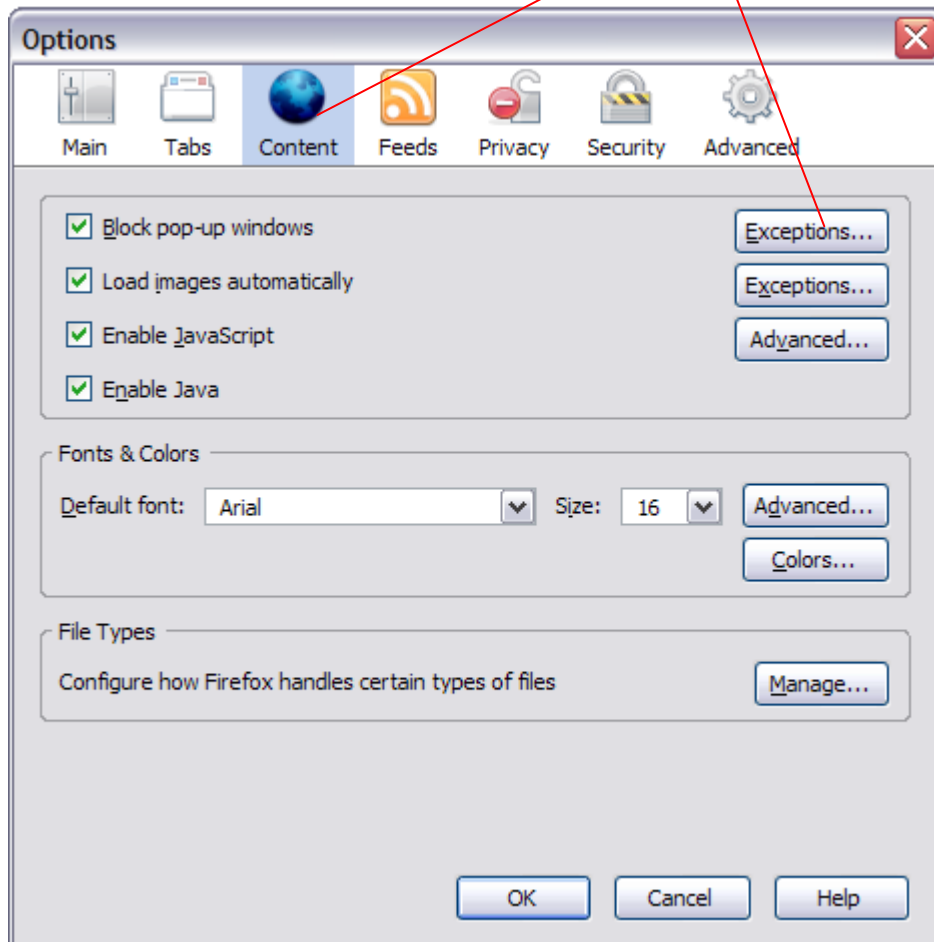 Options
Main Tabs Content Feeds Privacy Security Advanced
Block pop-up windows Exceptions...
Load images automatically Exceptions...
Enable JavaScript Advanced...
Enable Java
Fonts & Colors
Default font: Arial Size: 16 Advanced...
Colors...
File Types
Configure how Firefox handles certain types of files Manage...
OK Cancel Help